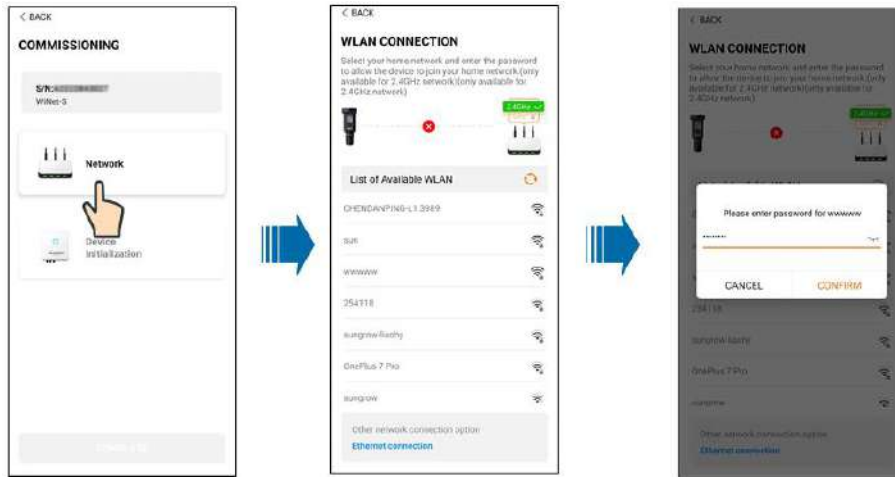 < BACK
COMMISSIONING
S/N:
WiNet-S
Network
Device
Initialization
< BACK
WLAN CONNECTION
Select your home network and enter the password
to allow the device to join your home network.(only
available for 2.4GHz network)(only available for
2.4GHz network)
2.4GHz
List of Available WLAN
CHENDANPING-L1 3989
sun
wwwww
254118
sungrow-liashy
OnePlus 7 Pro
sungrow
Other network connection option
Ethernet connection
< BACK
WLAN CONNECTION
Select your home network and enter the password
to allow the device to join your home network.(only
available for 2.4GHz network)(only available for
2.4GHz network)
Please enter password for wwwww
CANCEL
CONFIRM
254118
OnePlus 7 Pro
sungrow
Other network connection option
Ethernet connection